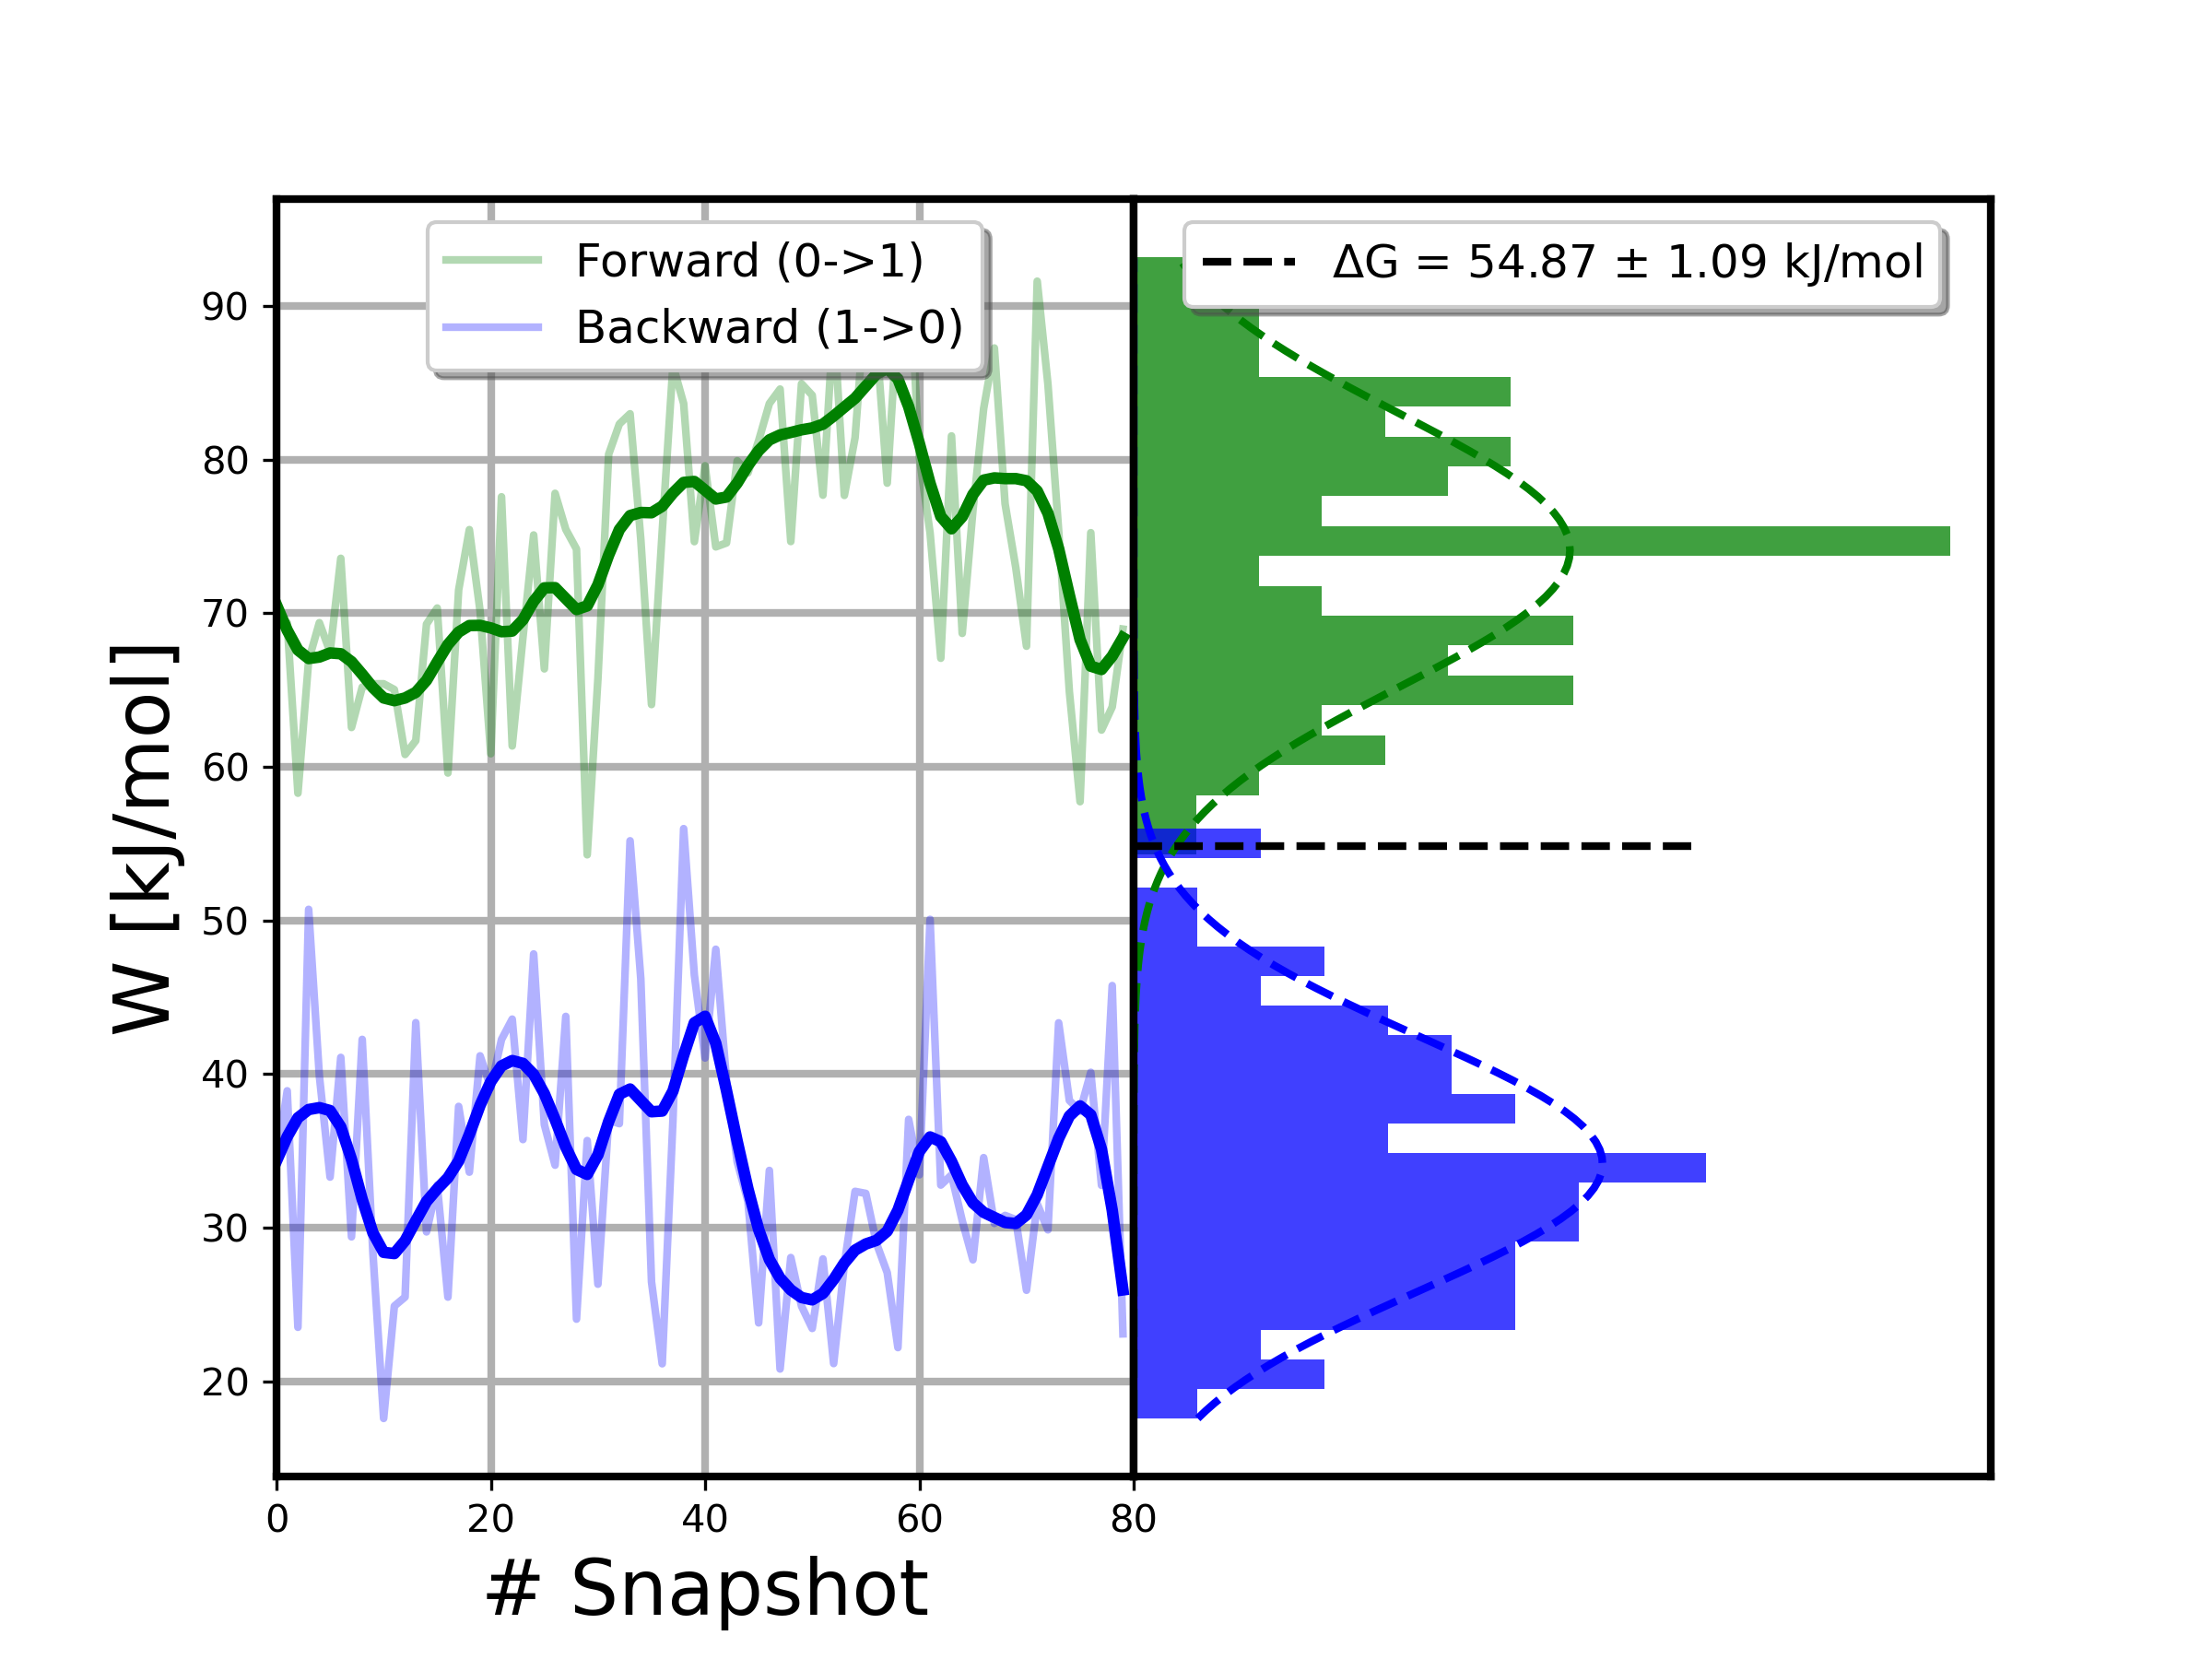 Forward (0->1)
Backward (1->0)
ΔG = 54.87 ± 1.09 kJ/mol
90
80
70
60
50
40
30
20
W [kJ/mol]
0
20
40
60
80
# Snapshot